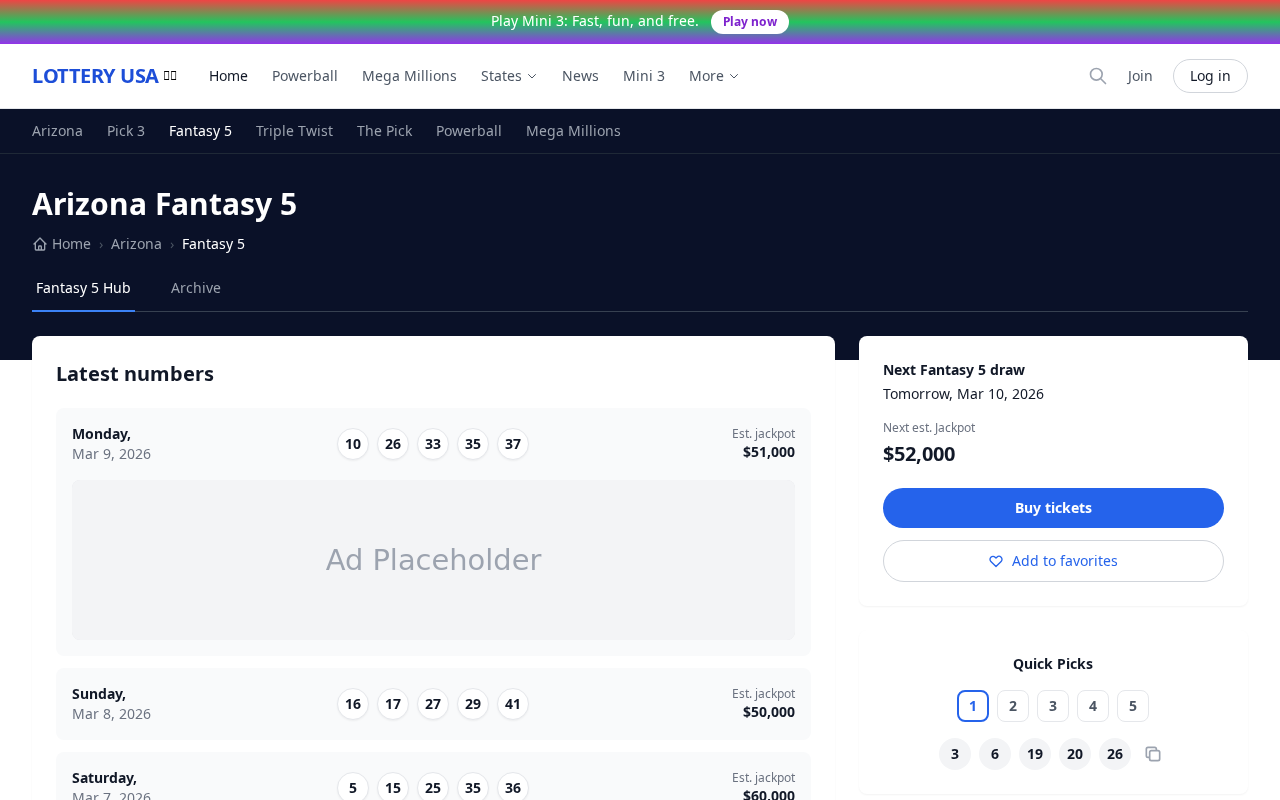 Play Mini 3: Fast, fun, and free. Play now
LOTTERY USA Home Powerball Mega Millions States News Mini 3 More Join Log in
Arizona Pick 3 Fantasy 5 Triple Twist The Pick Powerball Mega Millions
Arizona Fantasy 5
Home › Arizona › Fantasy 5
Fantasy 5 Hub Archive
Latest numbers
Monday,
Mar 9, 2026
10 26 33 35 37
Est. jackpot
$51,000
Ad Placeholder
Sunday,
Mar 8, 2026
16 17 27 29 41
Est. jackpot
$50,000
Saturday,
Mar 7, 2026
5 15 25 35 36
Est. jackpot
$60,000
Next Fantasy 5 draw
Tomorrow, Mar 10, 2026
Next est. Jackpot
$52,000
Buy tickets
Add to favorites
Quick Picks
1 2 3 4 5
3 6 19 20 26